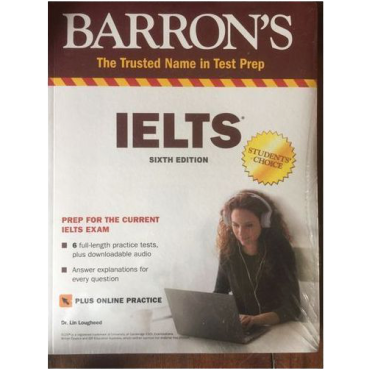 BARRON'S
The Trusted Name in Test Prep
IELTS
SIXTH EDITION
STUDENTS'
CHOICE
PREP FOR THE CURRENT
IELTS EXAM
6 full-length practice tests,
plus downloadable audio
Answer explanations for
every question
PLUS ONLINE PRACTICE
Dr. Lin Lougheed